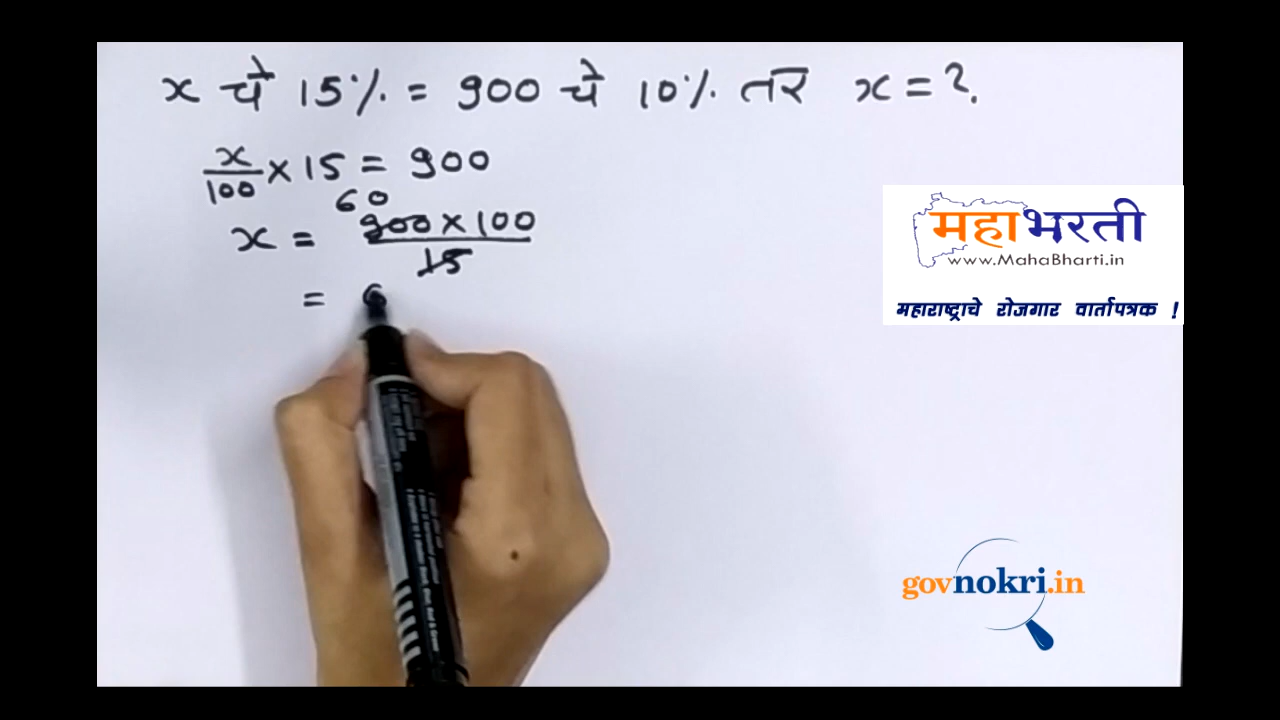 x चे 15% = 900 चे 10% तर x = ?.
x/100 × 15 = 900
60
x = 900 × 100 / 15
= 6
महाभरती
www.MahaBharti.in
महाराष्ट्राचे रोजगार वार्तापत्रक !
govnokri.in